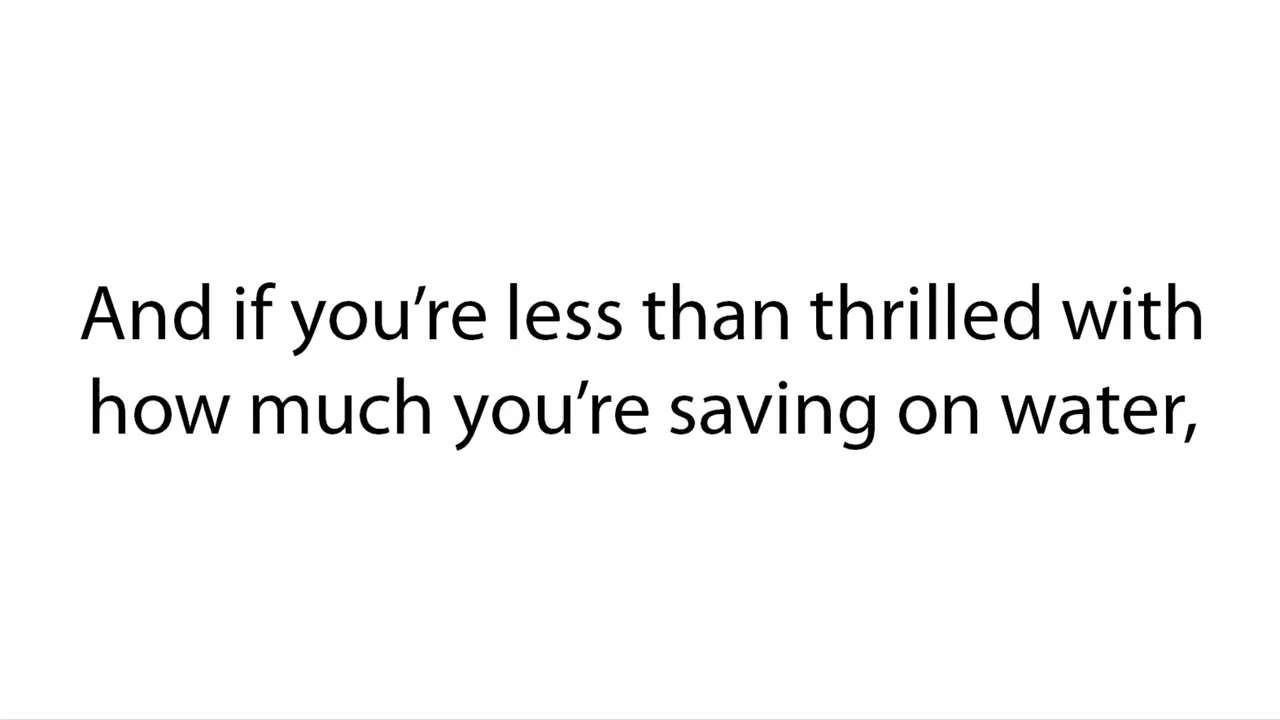 And if you’re less than thrilled with
how much you’re saving on water,